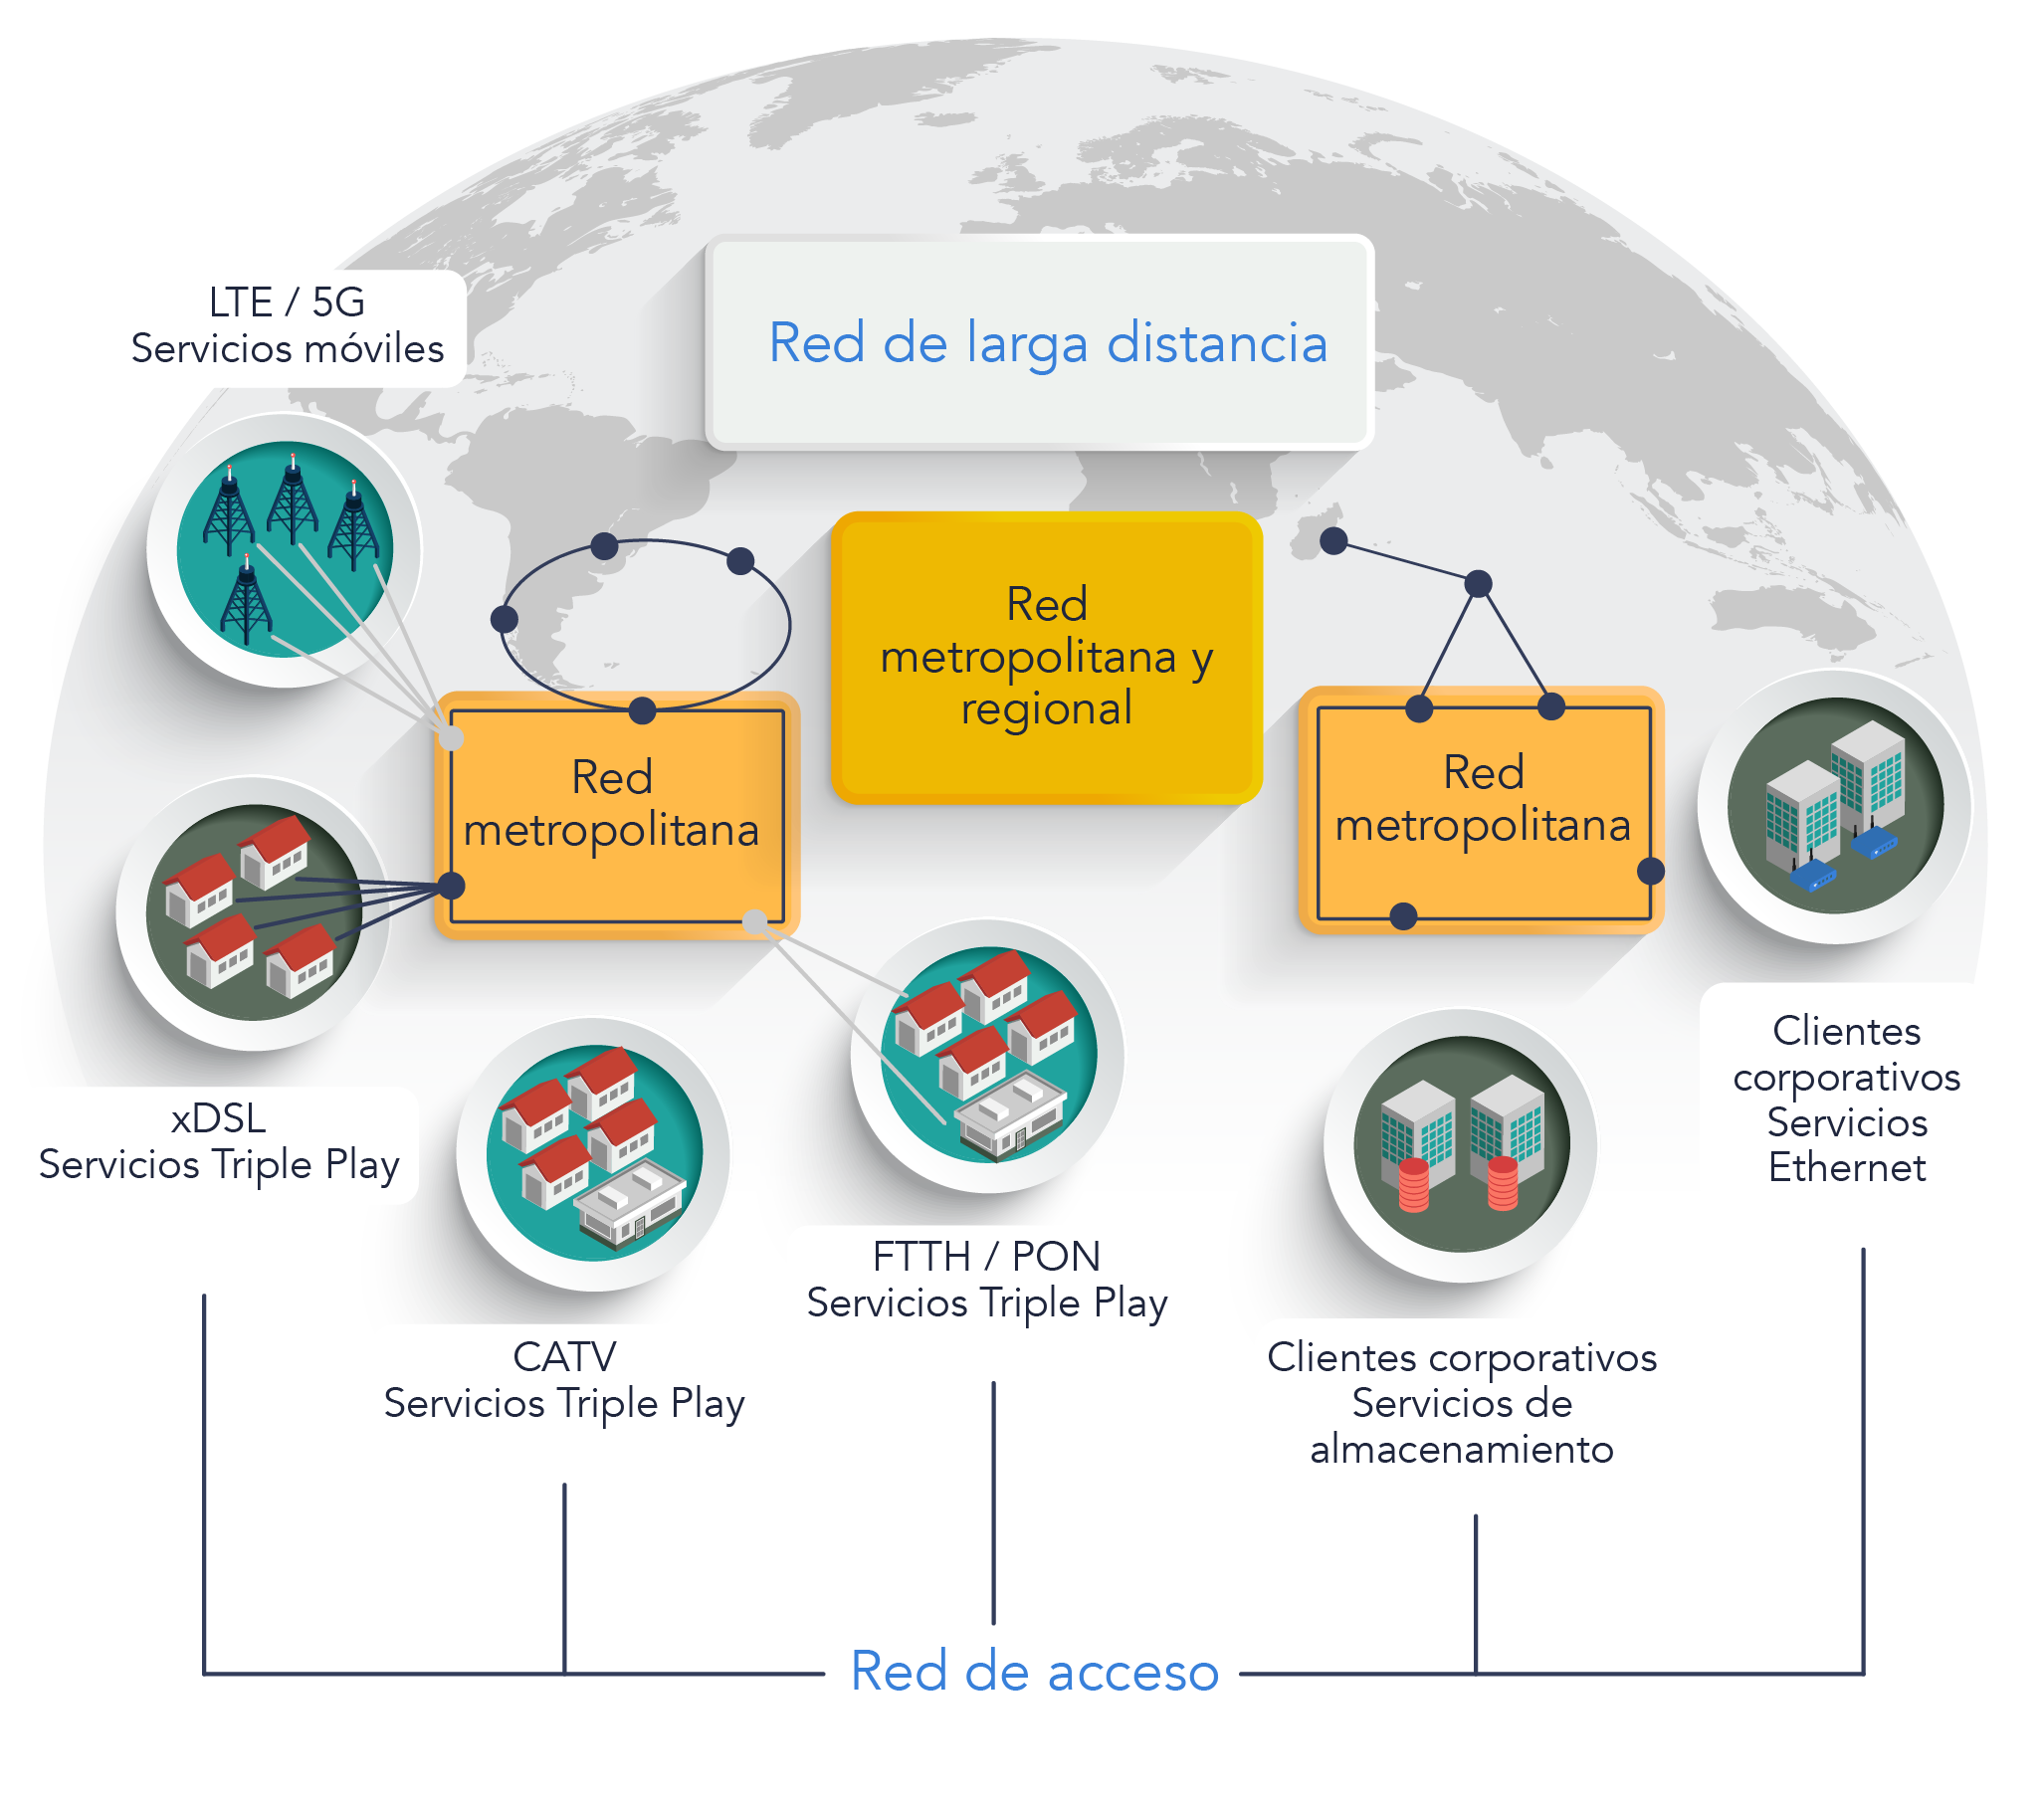 Red de larga distancia
LTE / 5G
Servicios móviles
Red
metropolitana y
regional
Red
metropolitana
Red
metropolitana
xDSL
Servicios Triple Play
CATV
Servicios Triple Play
FTTH / PON
Servicios Triple Play
Clientes corporativos
Servicios de
almacenamiento
Clientes
corporativos
Servicios
Ethernet
Red de acceso